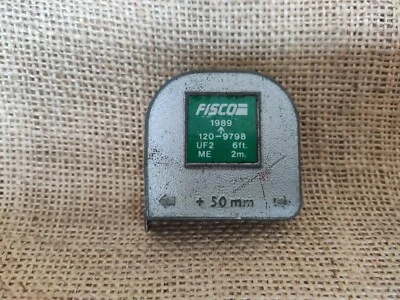 FISCO
1989
↑
120-9798
UF2 6ft.
ME 2m.
+ 50 mm